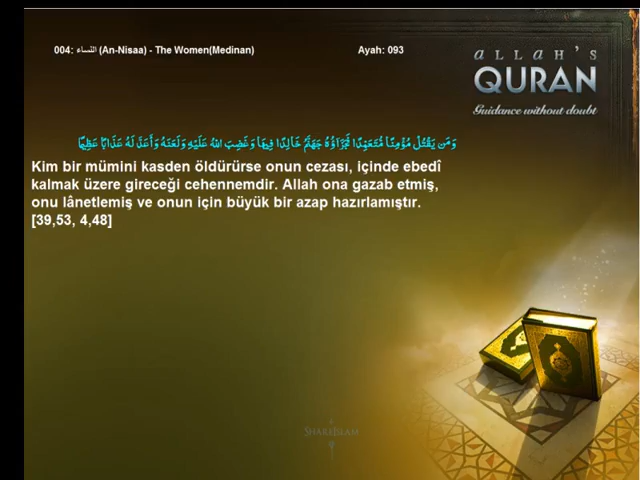 004: النساء (An-Nisaa) - The Women(Medinan) Ayah: 093
ALLAH'S
QURAN
Guidance without doubt
وَمَن يَقْتُلْ مُؤْمِنًا مُّتَعَمِّدًا فَجَزَاؤُهُ جَهَنَّمُ خَالِدًا فِيهَا وَغَضِبَ اللهُ عَلَيْهِ وَلَعَنَهُ وَأَعَدَّ لَهُ عَذَابًا عَظِيمًا
Kim bir mümini kasden öldürürse onun cezası, içinde ebedî
kalmak üzere gireceği cehennemdir. Allah ona gazab etmiş,
onu lânetlemiş ve onun için büyük bir azap hazırlamıştır.
[39,53, 4,48]
SHAREISLAM